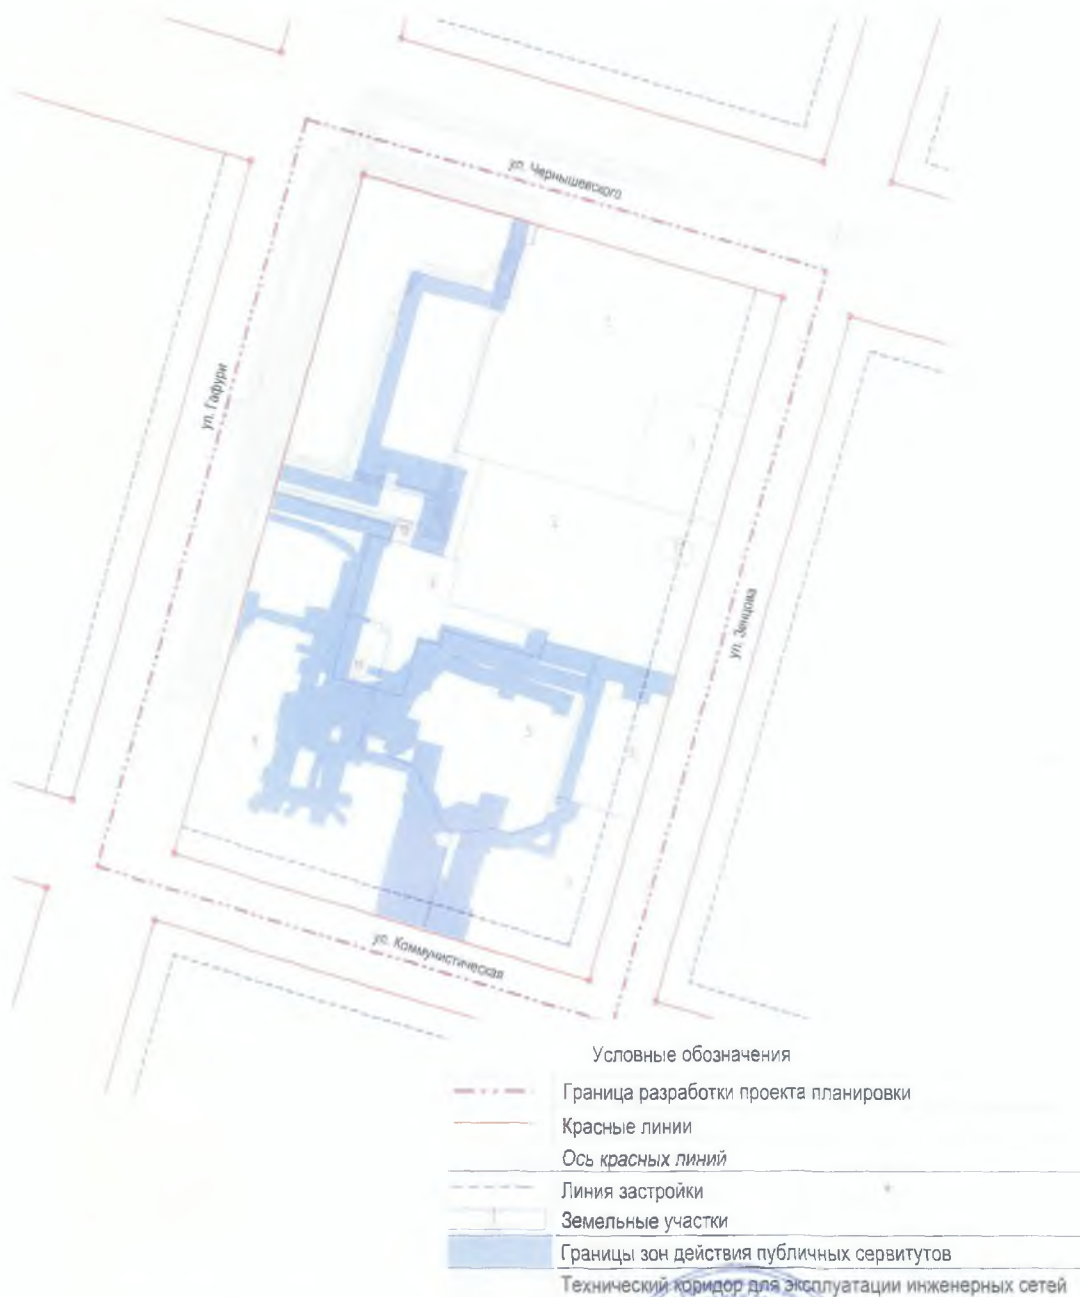 ул. Чернышевского
ул. Гафури
ул. Зенцова
ул. Коммунистическая
Условные обозначения
Граница разработки проекта планировки
Красные линии
Ось красных линий
Линия застройки
Земельные участки
Границы зон действия публичных сервитутов
Технический коридор для эксплуатации инженерных сетей